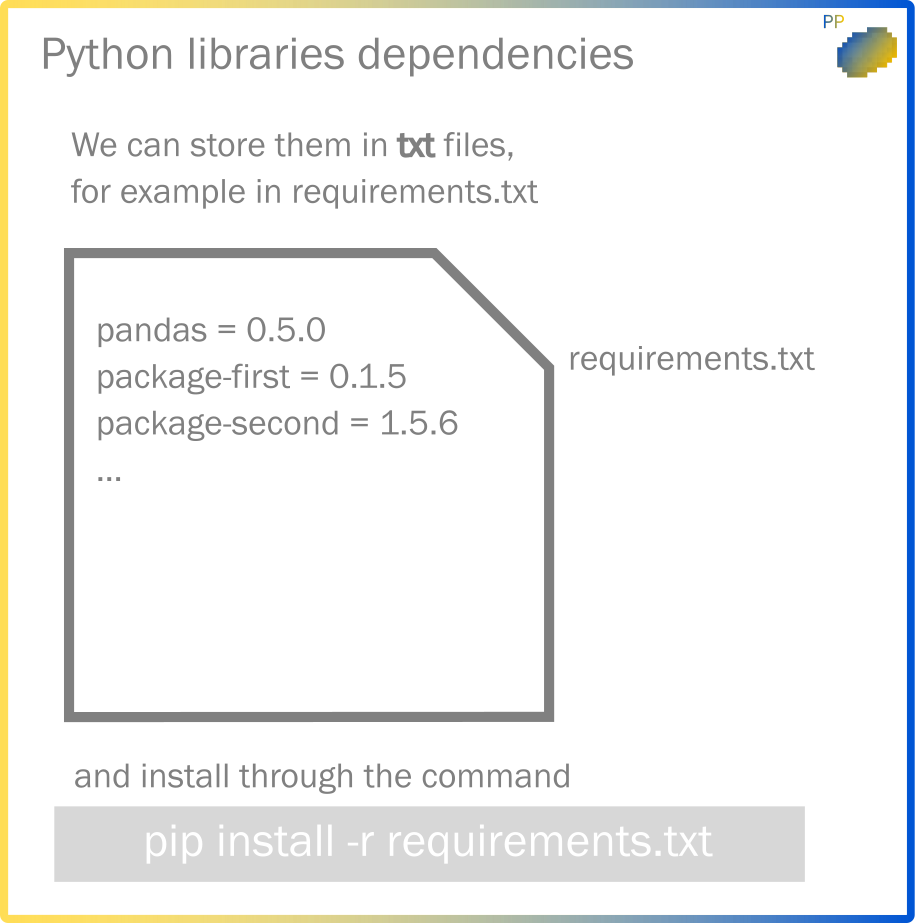 PP
Python libraries dependencies
We can store them in txt files,
for example in requirements.txt
pandas = 0.5.0
package-first = 0.1.5
package-second = 1.5.6
...
requirements.txt
and install through the command
pip install -r requirements.txt